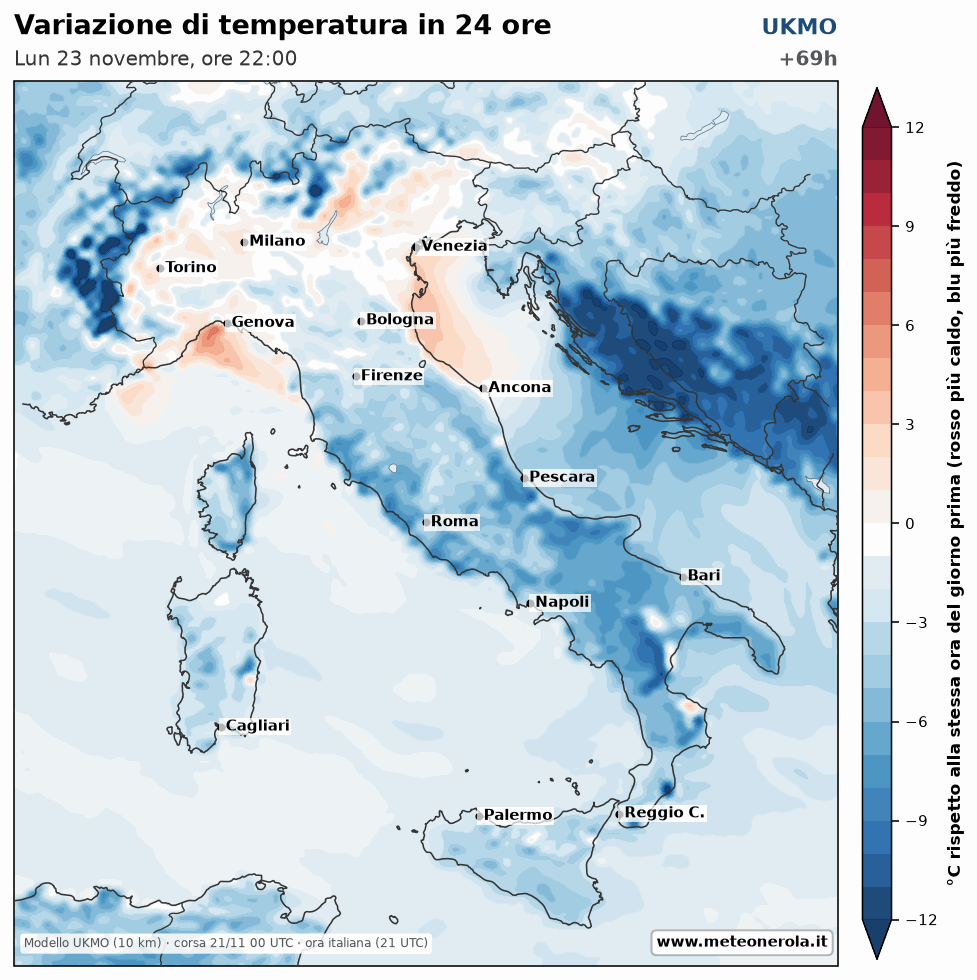 Variazione di temperatura in 24 ore
UKMO
Lun 23 novembre, ore 22:00
+69h
Milano
Venezia
Torino
Genova
Bologna
Firenze
Ancona
Pescara
Roma
Bari
Napoli
Cagliari
Palermo
Reggio C.
Modello UKMO (10 km) · corsa 21/11 00 UTC · ora italiana (21 UTC)
www.meteonerola.it
12
9
6
3
0
−3
−6
−9
−12
°C rispetto alla stessa ora del giorno prima (rosso più caldo, blu più freddo)